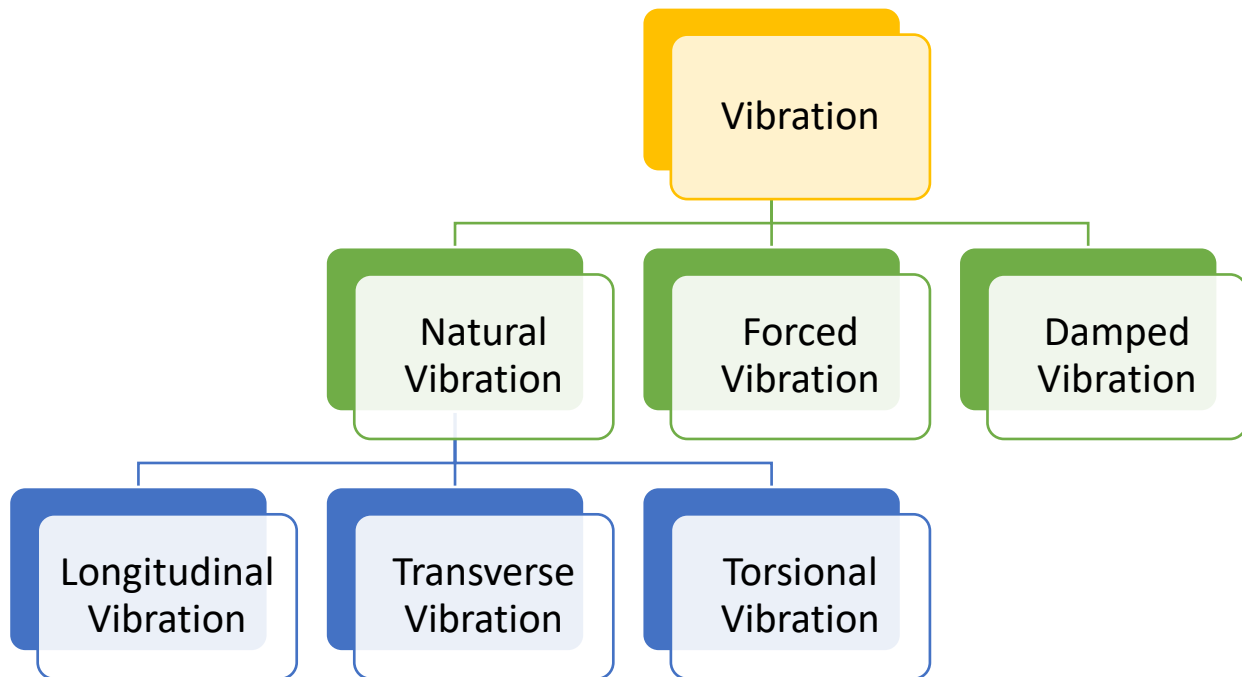 Vibration
Natural
Vibration
Forced
Vibration
Damped
Vibration
Longitudinal
Vibration
Transverse
Vibration
Torsional
Vibration